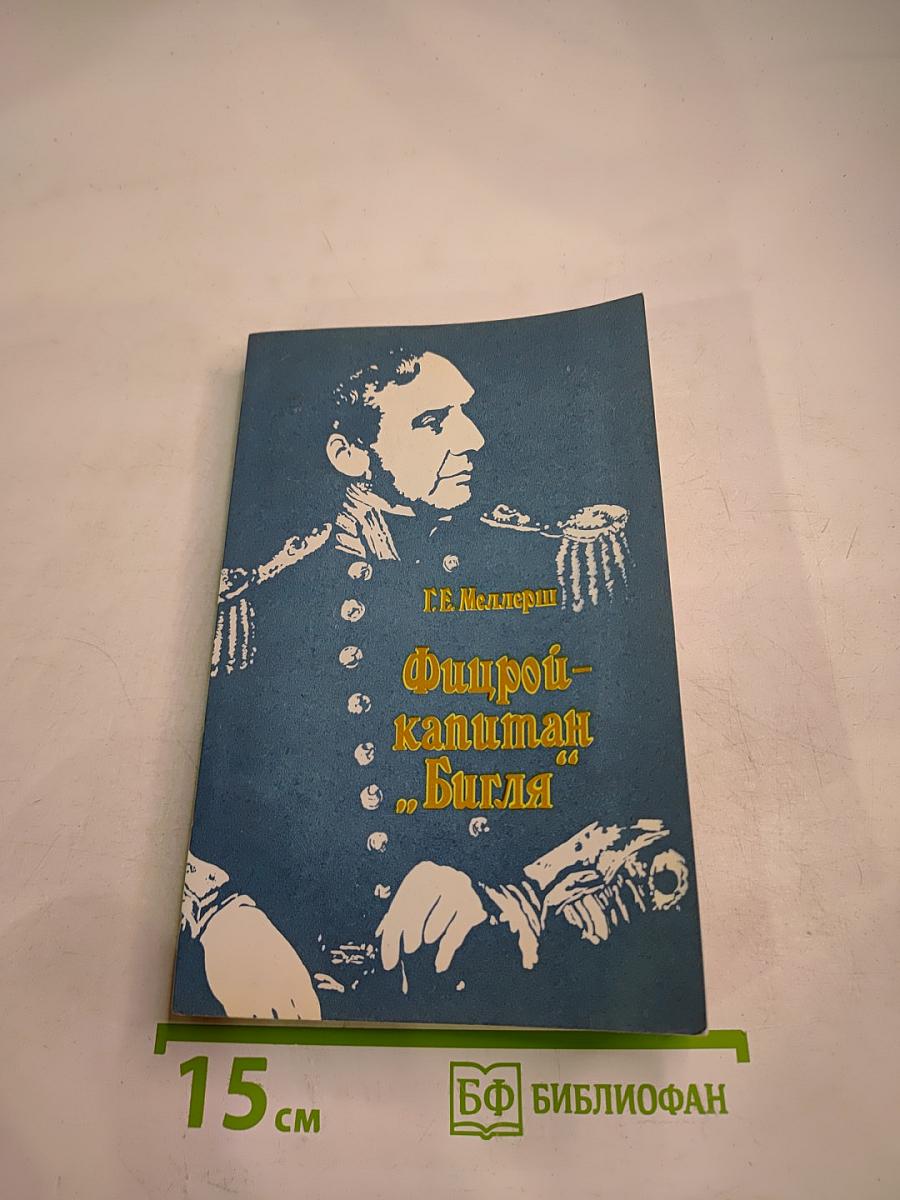 Г. Е. Меллерш
Фицрой–
капитан
„Бигля“
15 см
БФ БИБЛИОФАН